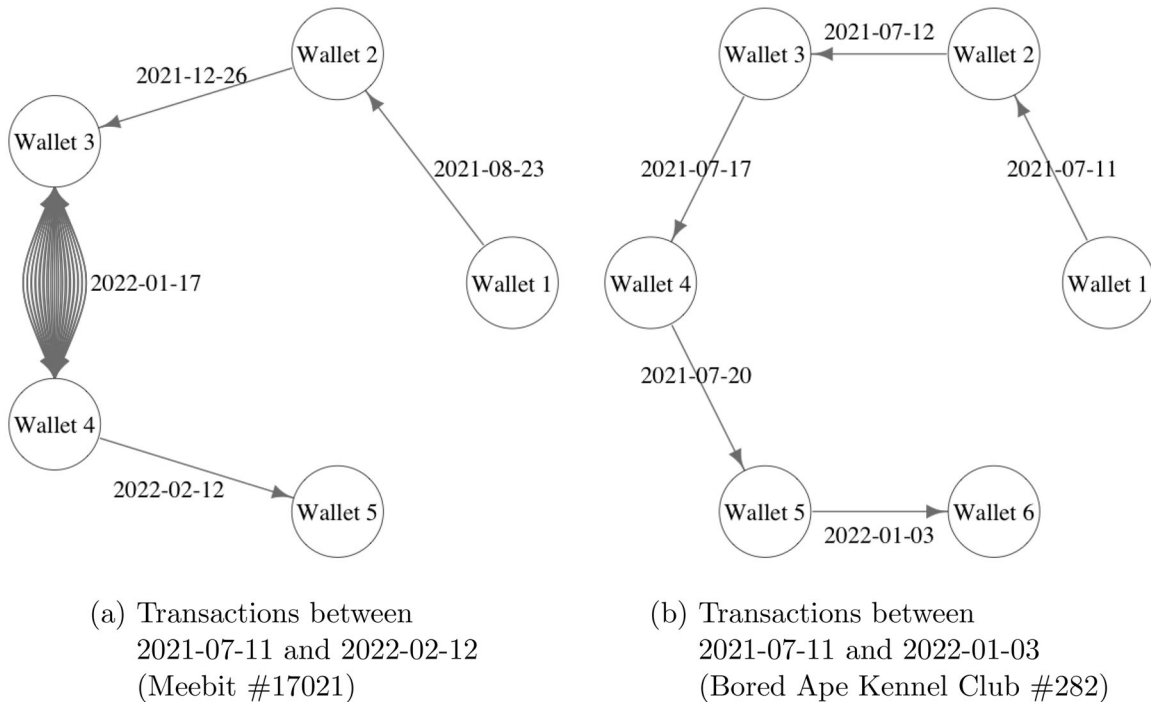 Wallet 2
2021-12-26
Wallet 3
2021-08-23
2022-01-17
Wallet 1
Wallet 4
2022-02-12
Wallet 5
(a) Transactions between
2021-07-11 and 2022-02-12
(Meebit #17021)
2021-07-12
Wallet 3
Wallet 2
2021-07-17
2021-07-11
Wallet 4
Wallet 1
2021-07-20
Wallet 5
Wallet 6
2022-01-03
(b) Transactions between
2021-07-11 and 2022-01-03
(Bored Ape Kennel Club #282)